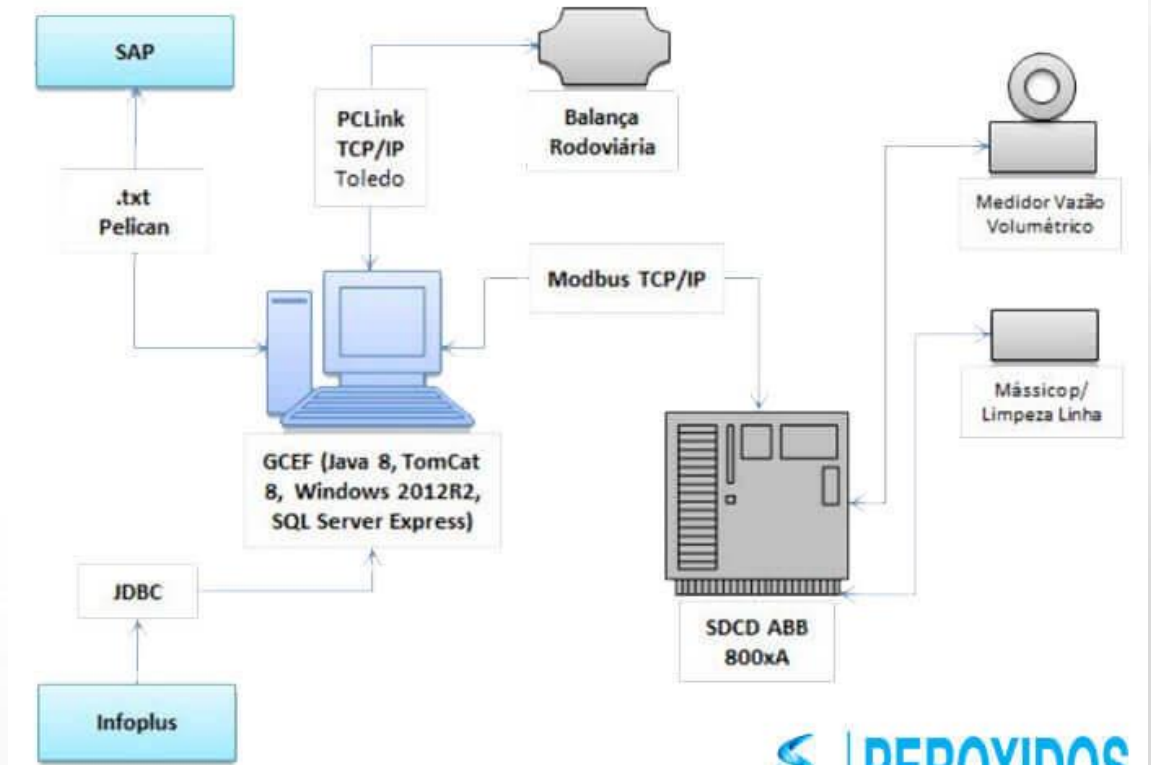 SAP
PCLink
TCP/IP
Toledo
Balança
Rodoviária
.txt
Pelican
Medidor Vazão
Volumétrico
Modbus TCP/IP
Mássicop/
Limpeza Linha
GCEF (Java 8, TomCat
8, Windows 2012R2,
SQL Server Express)
JDBC
SDCD ABB
800xA
Infoplus
PEROXIDOS